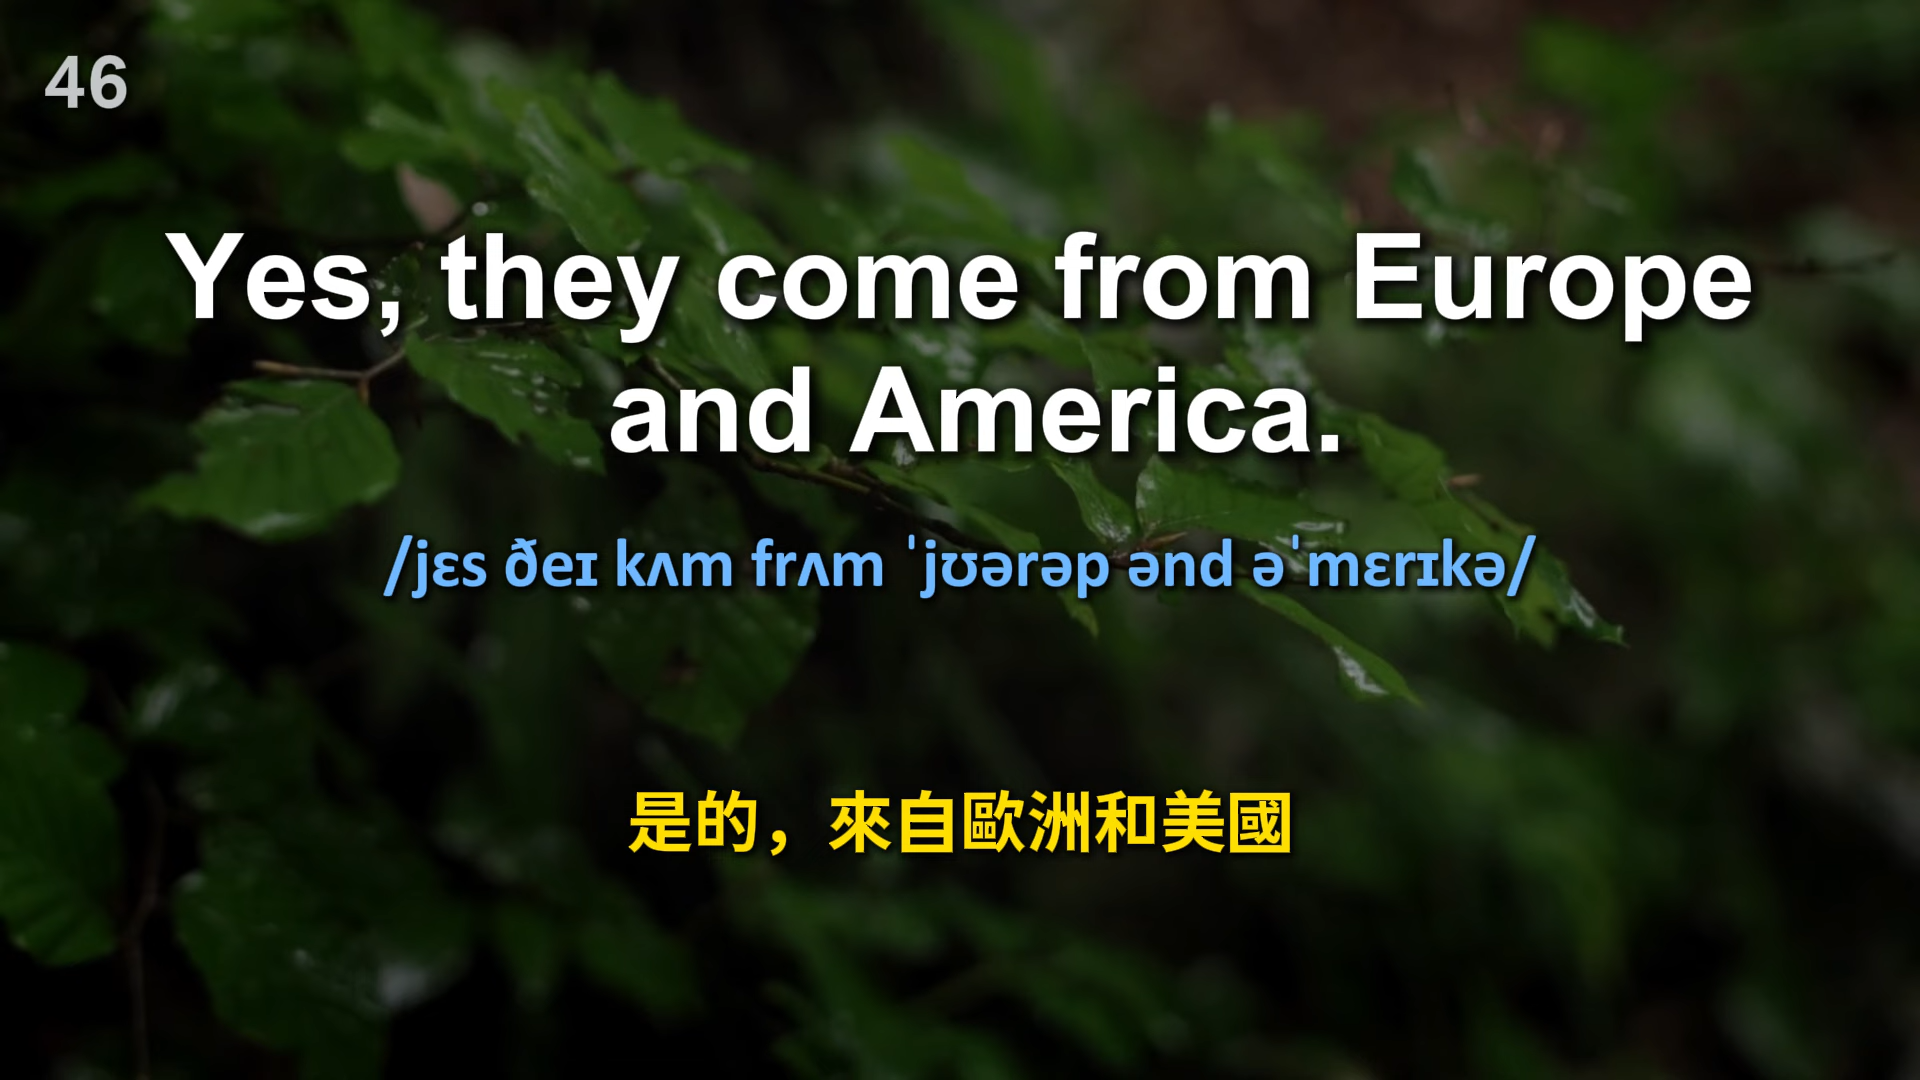 46
Yes, they come from Europe
and America.
/jɛs ðeɪ kʌm frʌm ˈjʊərəp ənd əˈmɛrɪkə/
是的，來自歐洲和美國